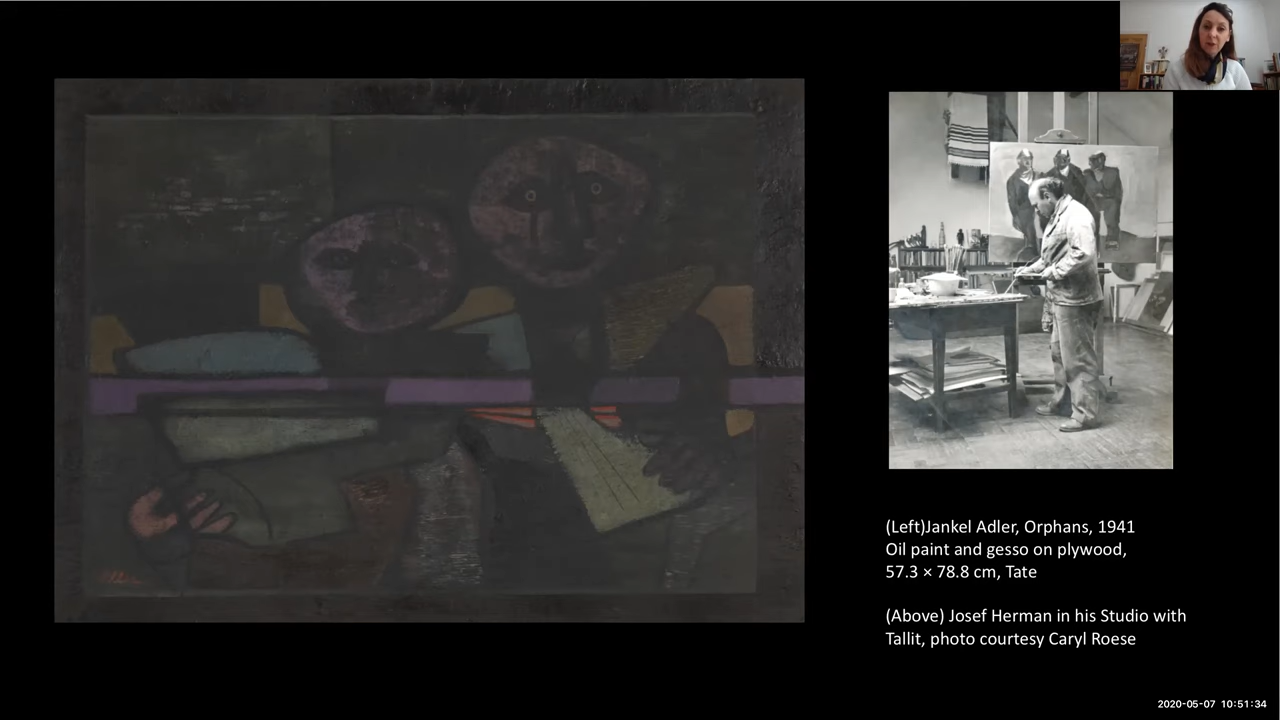 (Left)Jankel Adler, Orphans, 1941
Oil paint and gesso on plywood,
57.3 × 78.8 cm, Tate
(Above) Josef Herman in his Studio with
Tallit, photo courtesy Caryl Roese
2020-05-07 10:51:34